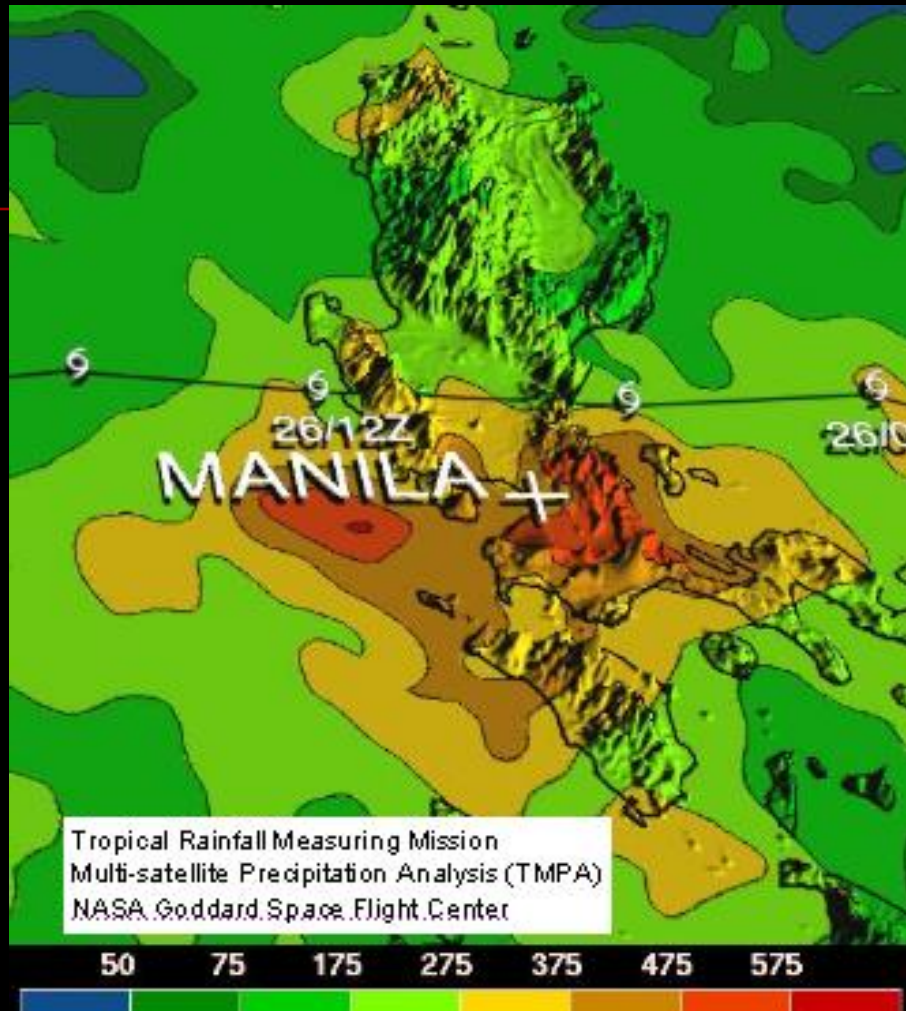 26/12Z
26/0
MANILA
Tropical Rainfall Measuring Mission
Multi-satellite Precipitation Analysis (TMPA)
NASA Goddard Space Flight Center
50 75 175 275 375 475 575